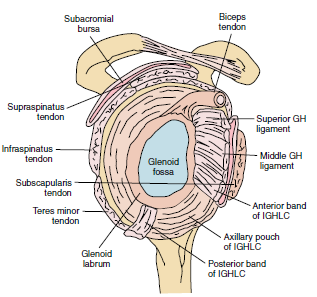 Subacromial
bursa
Biceps
tendon
Supraspinatus
tendon
Infraspinatus
tendon
Subscapularis
tendon
Teres minor
tendon
Glenoid
labrum
Glenoid
fossa
Superior GH
ligament
Middle GH
ligament
Anterior band
of IGHLC
Axillary pouch
of IGHLC
Posterior band
of IGHLC